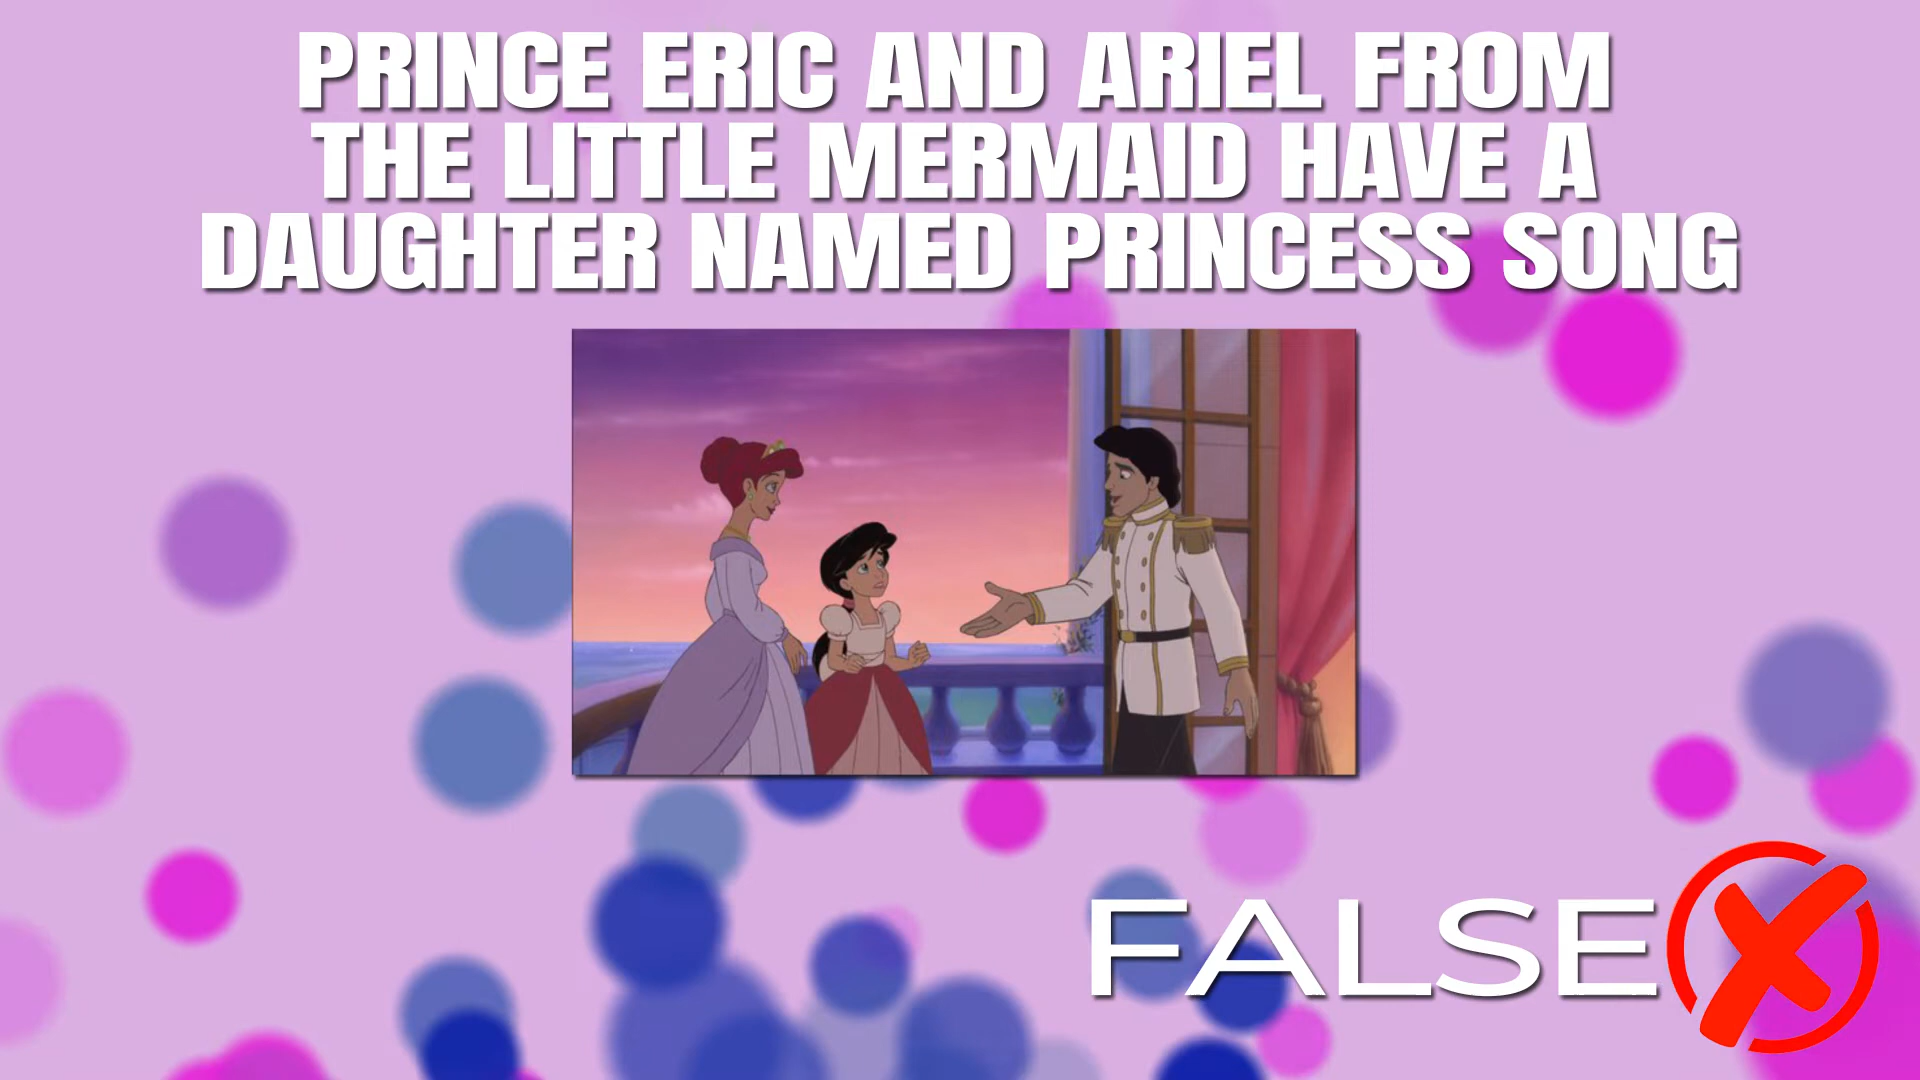 PRINCE ERIC AND ARIEL FROM
THE LITTLE MERMAID HAVE A
DAUGHTER NAMED PRINCESS SONG
FALSE